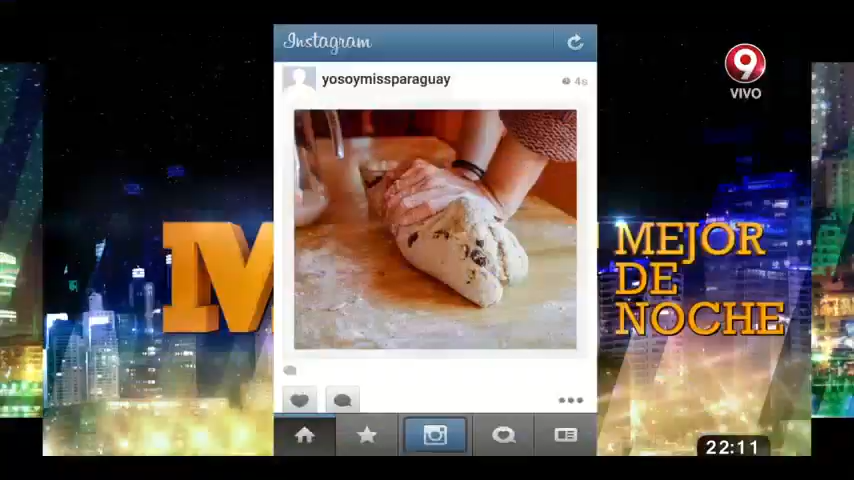 Instagram
yosoymissparaguay
4s
9
VIVO
M
MEJOR
DE
NOCHE
22:11